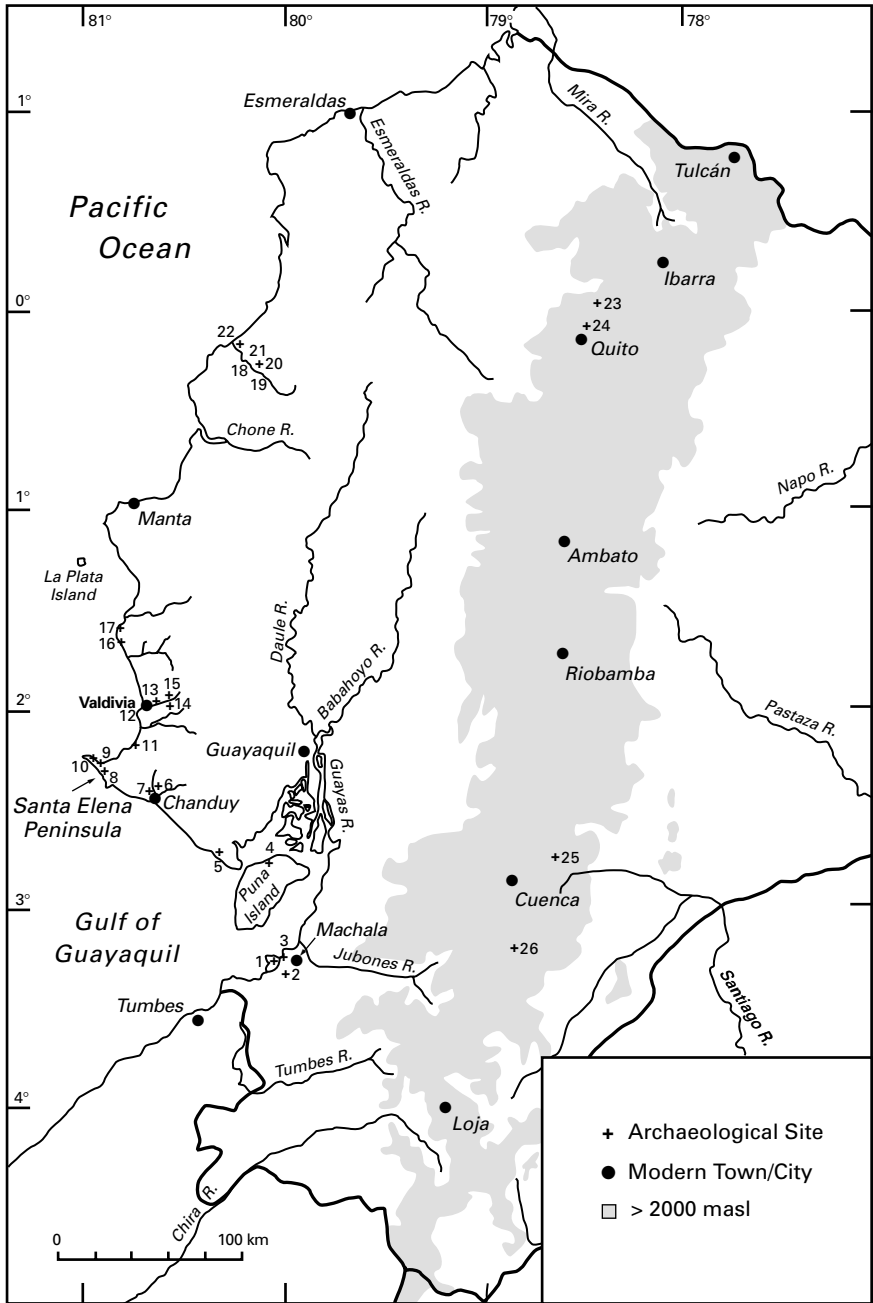 81°
80°
79°
78°
1°
Esmeraldas
Esmeraldas R.
Mira R.
Tulcán
Pacific
Ocean
Ibarra
0°
23
24
Quito
22
21
20
18
19
Chone R.
Napo R.
1°
Manta
Ambato
La Plata
Island
Daule R.
17
16
Babahoyo R.
Riobamba
15
13
Valdivia
14
12
2°
Pastaza R.
11
Guayaquil
9
10
8
Guayas R.
7
6
Chanduy
Santa Elena
Peninsula
5
4
Puna
Island
25
Cuenca
3°
Gulf of
Guayaquil
Machala
3
1
2
Jubones R.
26
Santiago R.
Tumbes
Tumbes R.
4°
Loja
Chira R.
0
100 km
Archaeological Site
Modern Town/City
> 2000 masl